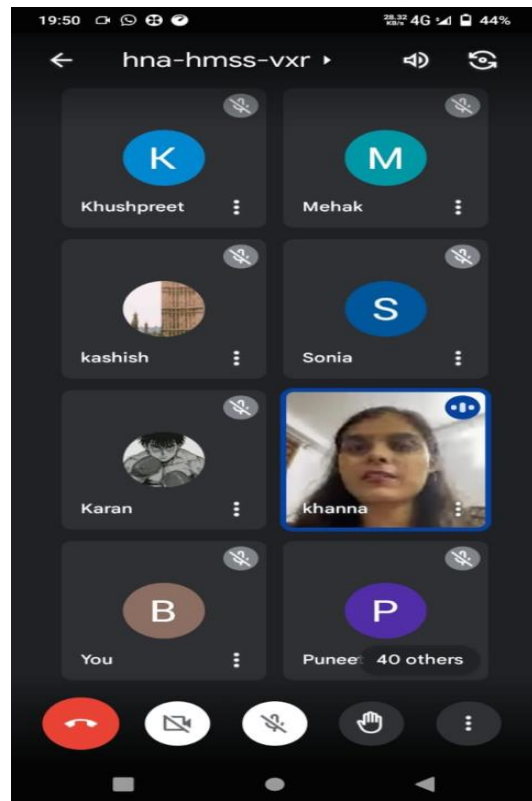 19:50 28.32 KB/s 4G 44%
hna-hmss-vxr
K M
Khushpreet Mehak
S
kashish Sonia
Karan khanna
B P
You Punee 40 others